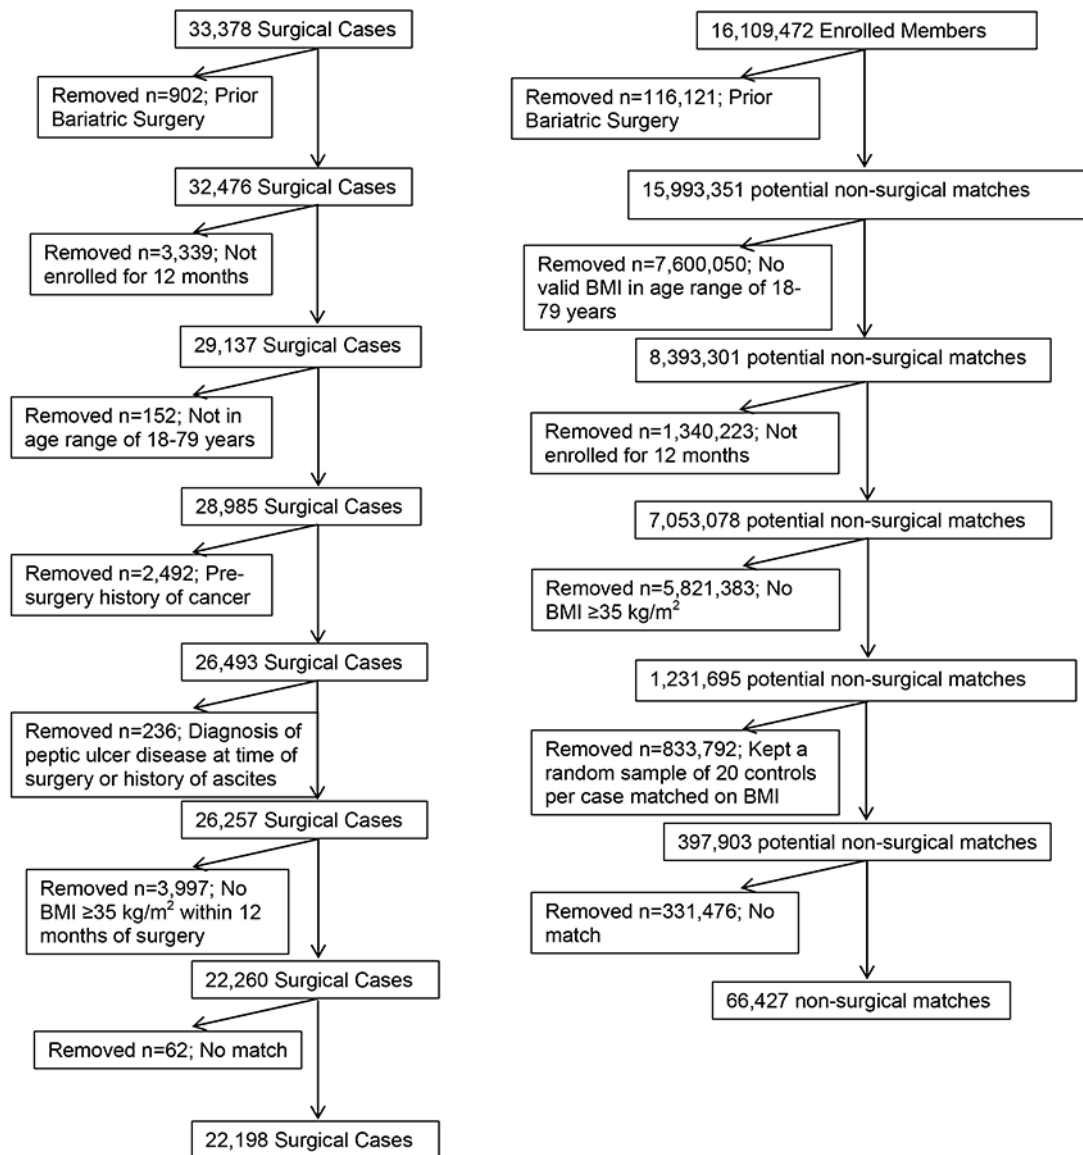 33,378 Surgical Cases
Removed n=902; Prior
Bariatric Surgery
32,476 Surgical Cases
Removed n=3,339; Not
enrolled for 12 months
29,137 Surgical Cases
Removed n=152; Not in
age range of 18-79 years
28,985 Surgical Cases
Removed n=2,492; Pre-
surgery history of cancer
26,493 Surgical Cases
Removed n=236; Diagnosis of
peptic ulcer disease at time of
surgery or history of ascites
26,257 Surgical Cases
Removed n=3,997; No
BMI ≥35 kg/m² within 12
months of surgery
22,260 Surgical Cases
Removed n=62; No match
22,198 Surgical Cases
16,109,472 Enrolled Members
Removed n=116,121; Prior
Bariatric Surgery
15,993,351 potential non-surgical matches
Removed n=7,600,050; No
valid BMI in age range of 18-
79 years
8,393,301 potential non-surgical matches
Removed n=1,340,223; Not
enrolled for 12 months
7,053,078 potential non-surgical matches
Removed n=5,821,383; No
BMI ≥35 kg/m²
1,231,695 potential non-surgical matches
Removed n=833,792; Kept a
random sample of 20 controls
per case matched on BMI
397,903 potential non-surgical matches
Removed n=331,476; No
match
66,427 non-surgical matches